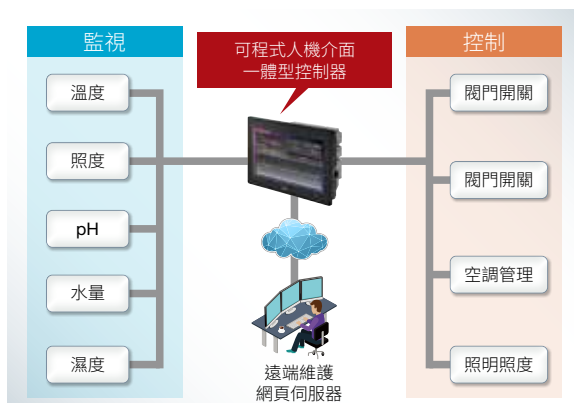 監視
可程式人機介面
一體型控制器
控制
溫度
照度
pH
水量
濕度
閥門開關
閥門開關
空調管理
照明照度
遠端維護
網頁伺服器